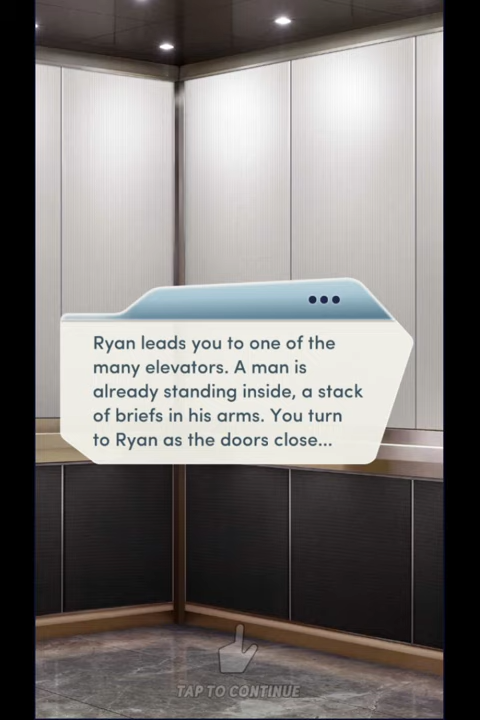 Ryan leads you to one of the
many elevators. A man is
already standing inside, a stack
of briefs in his arms. You turn
to Ryan as the doors close...
TAP TO CONTINUE